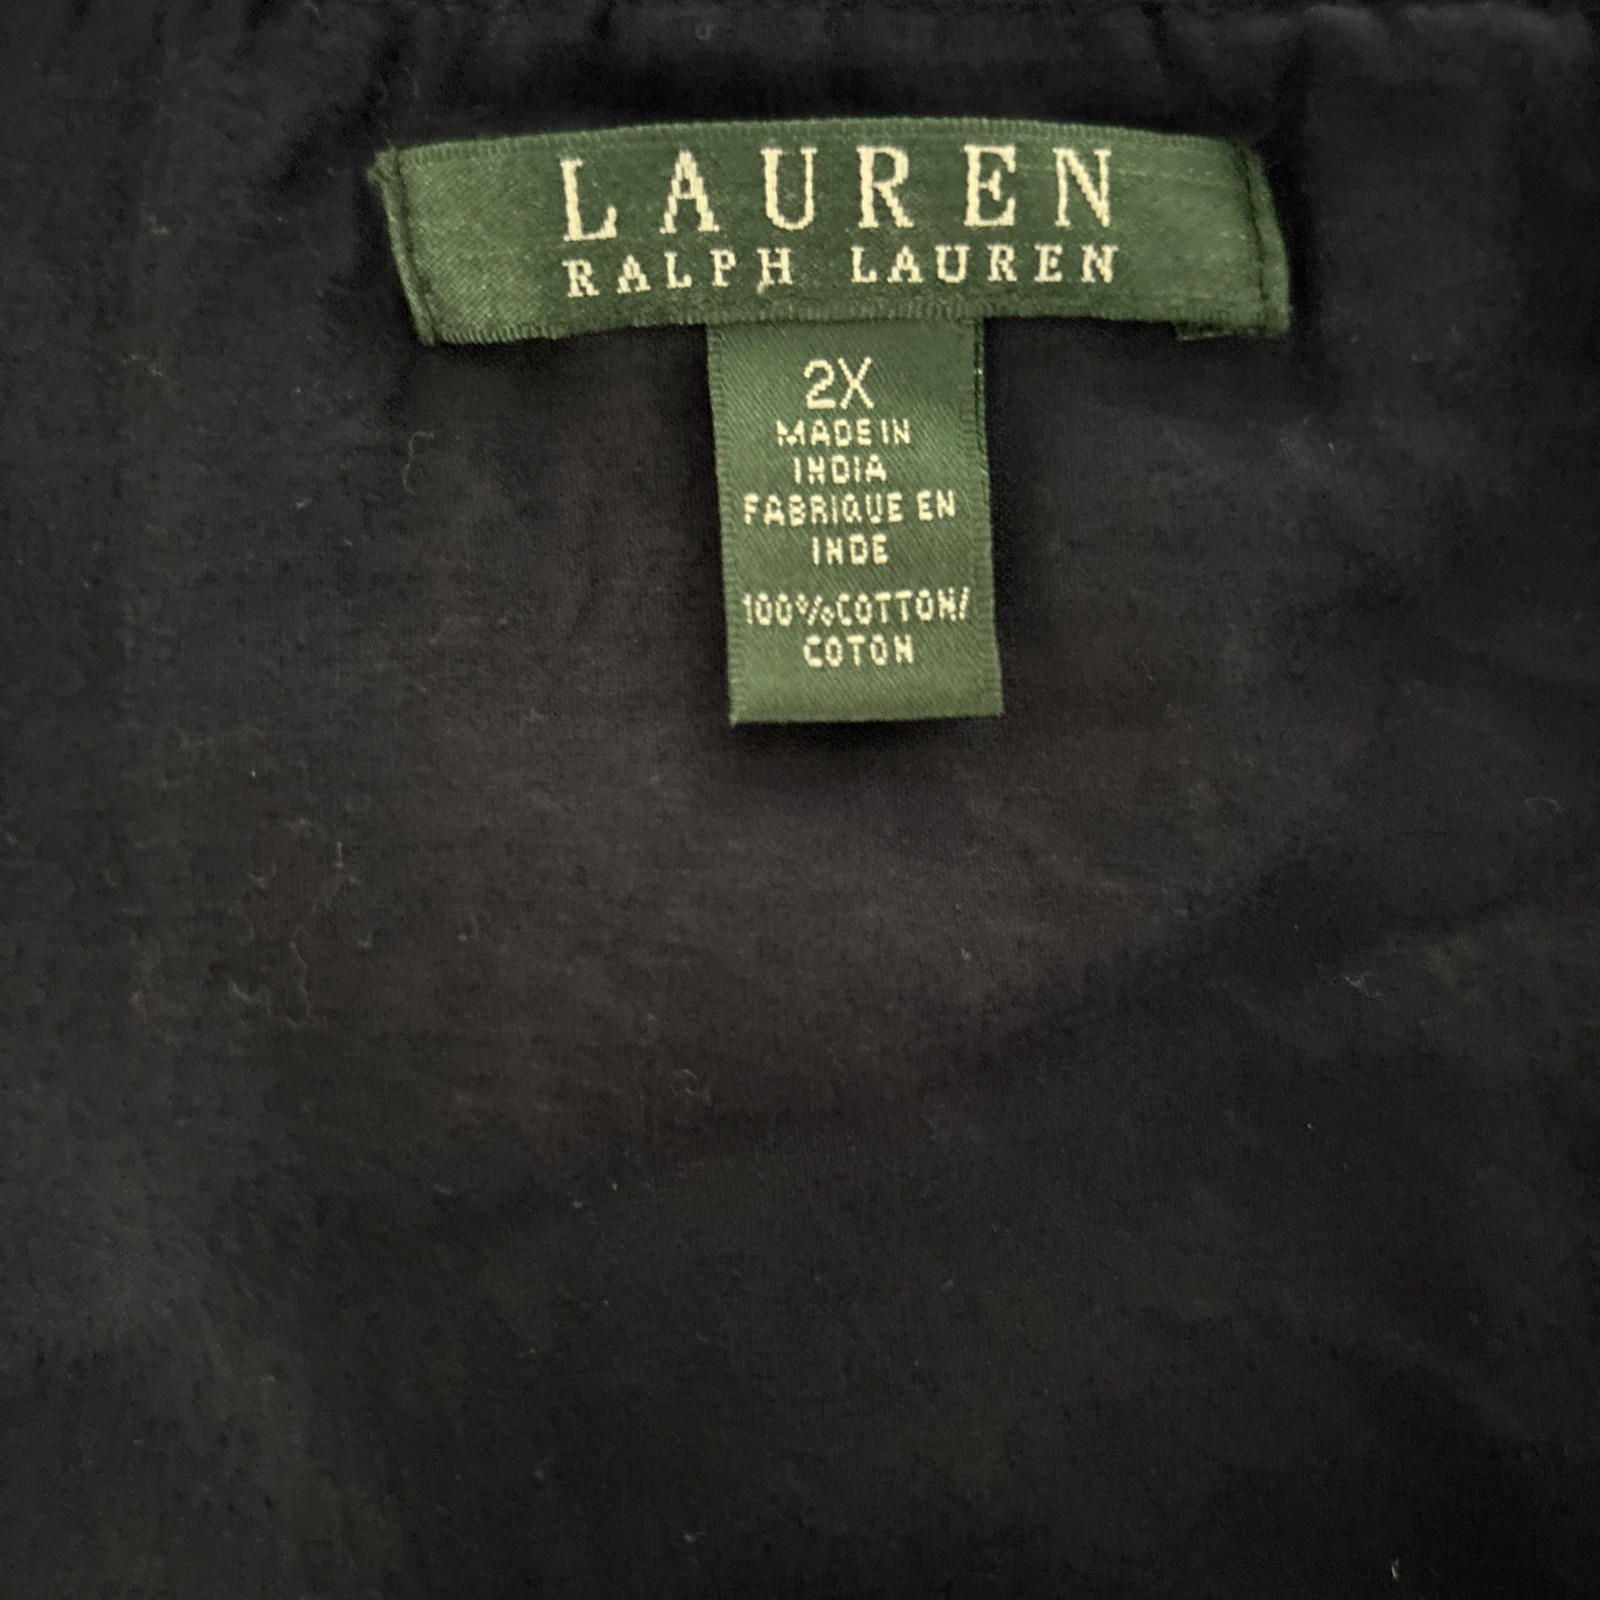 LAUREN
RALPH LAUREN
2X
MADE IN
INDIA
FABRIQUE EN
INDE
100%COTTON/
COTON